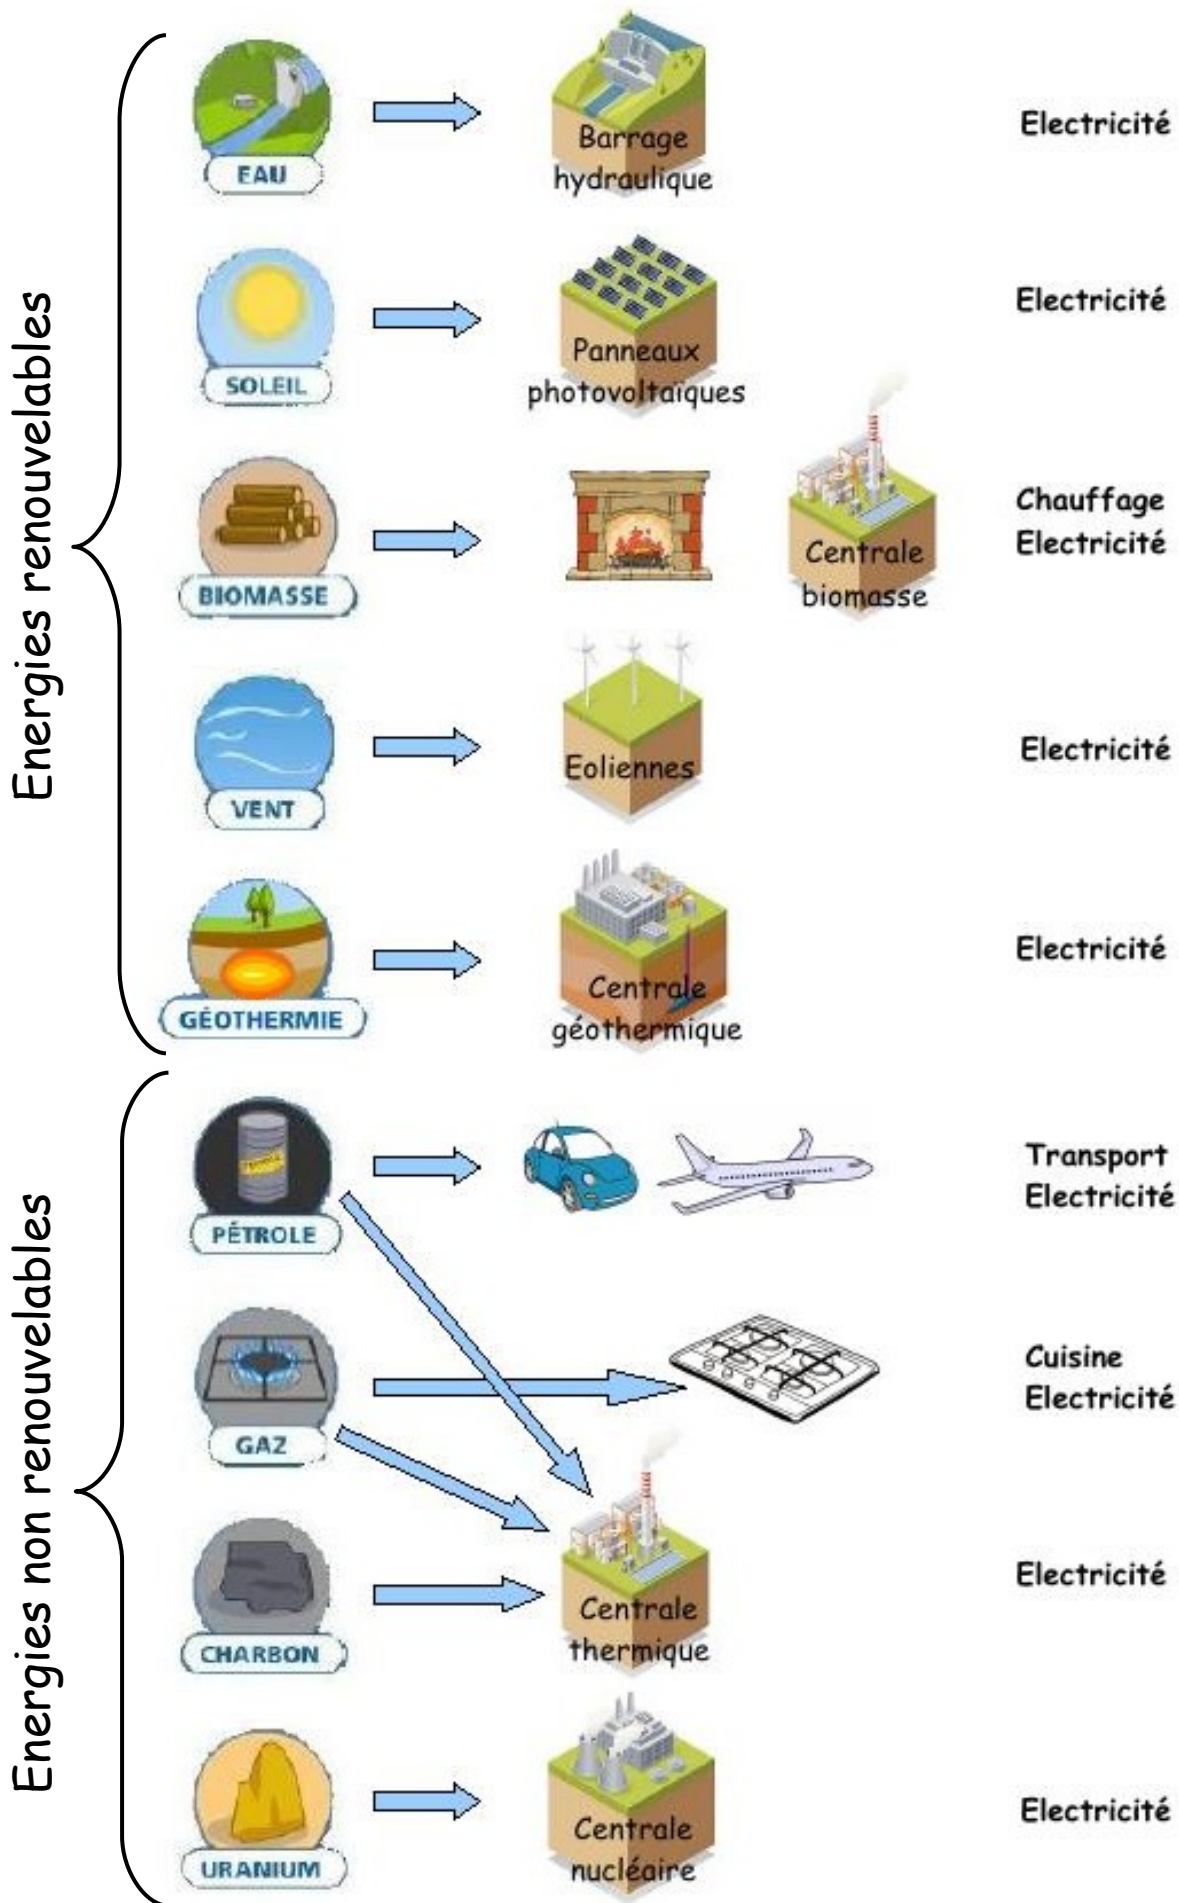 Energies renouvelables
EAU
Barrage
hydraulique
Electricité
SOLEIL
Panneaux
photovoltaïques
Electricité
BIOMASSE
Centrale
biomasse
Chauffage
Electricité
VENT
Eoliennes
Electricité
GÉOTHERMIE
Centrale
géothermique
Electricité
Energies non renouvelables
PÉTROLE
Transport
Electricité
GAZ
Cuisine
Electricité
CHARBON
Centrale
thermique
Electricité
URANIUM
Centrale
nucléaire
Electricité